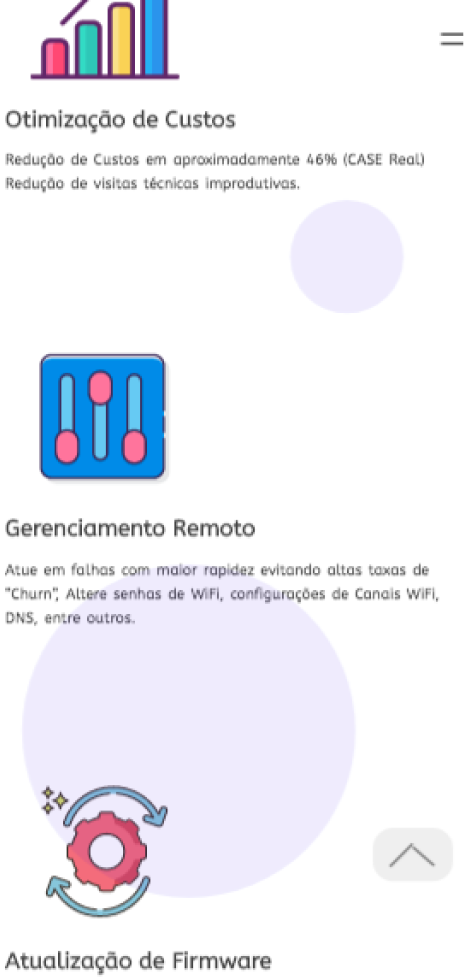 Otimização de Custos
Redução de Custos em aproximadamente 46% (CASE Real)
Redução de visitas técnicas improdutivas.
Gerenciamento Remoto
Atue em falhas com maior rapidez evitando altas taxas de
"Churn", Altere senhas de WiFi, configurações de Canais WiFi,
DNS, entre outros.
Atualização de Firmware